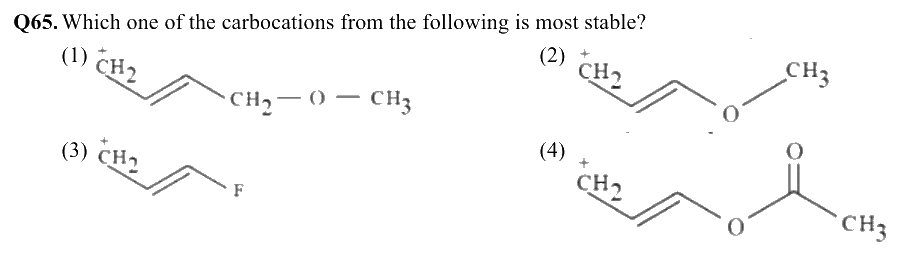 Q65. Which one of the carbocations from the following is most stable?
(1) +
CH2
CH2 — O — CH3
(2) +
CH2
O
CH3
(3) +
CH2
F
(4) +
CH2
O
O
CH3